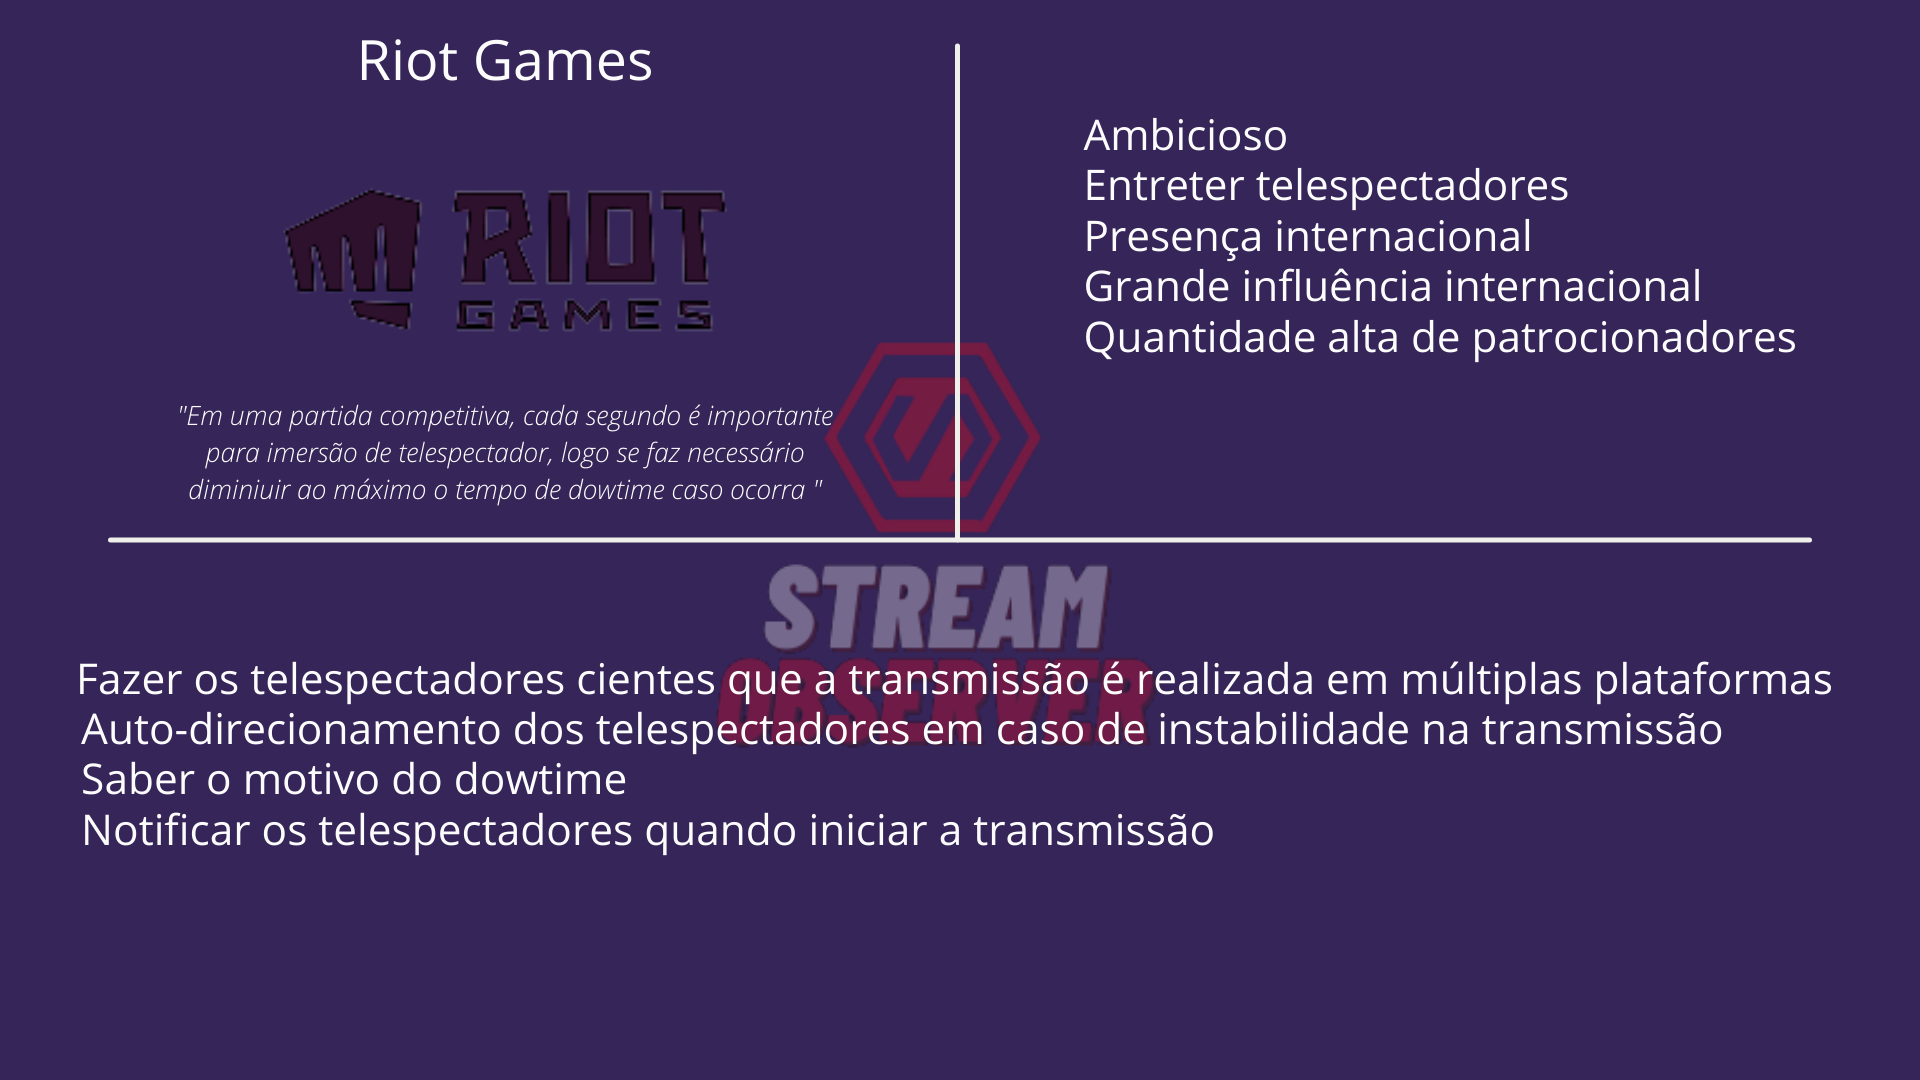 Riot Games
RIOT
GAMES
"Em uma partida competitiva, cada segundo é importante
para imersão de telespectador, logo se faz necessário
diminiuir ao máximo o tempo de dowtime caso ocorra "
Ambicioso
Entreter telespectadores
Presença internacional
Grande influência internacional
Quantidade alta de patrocionadores
STREAM
OBSERVER
Fazer os telespectadores cientes que a transmissão é realizada em múltiplas plataformas
Auto-direcionamento dos telespectadores em caso de instabilidade na transmissão
Saber o motivo do dowtime
Notificar os telespectadores quando iniciar a transmissão